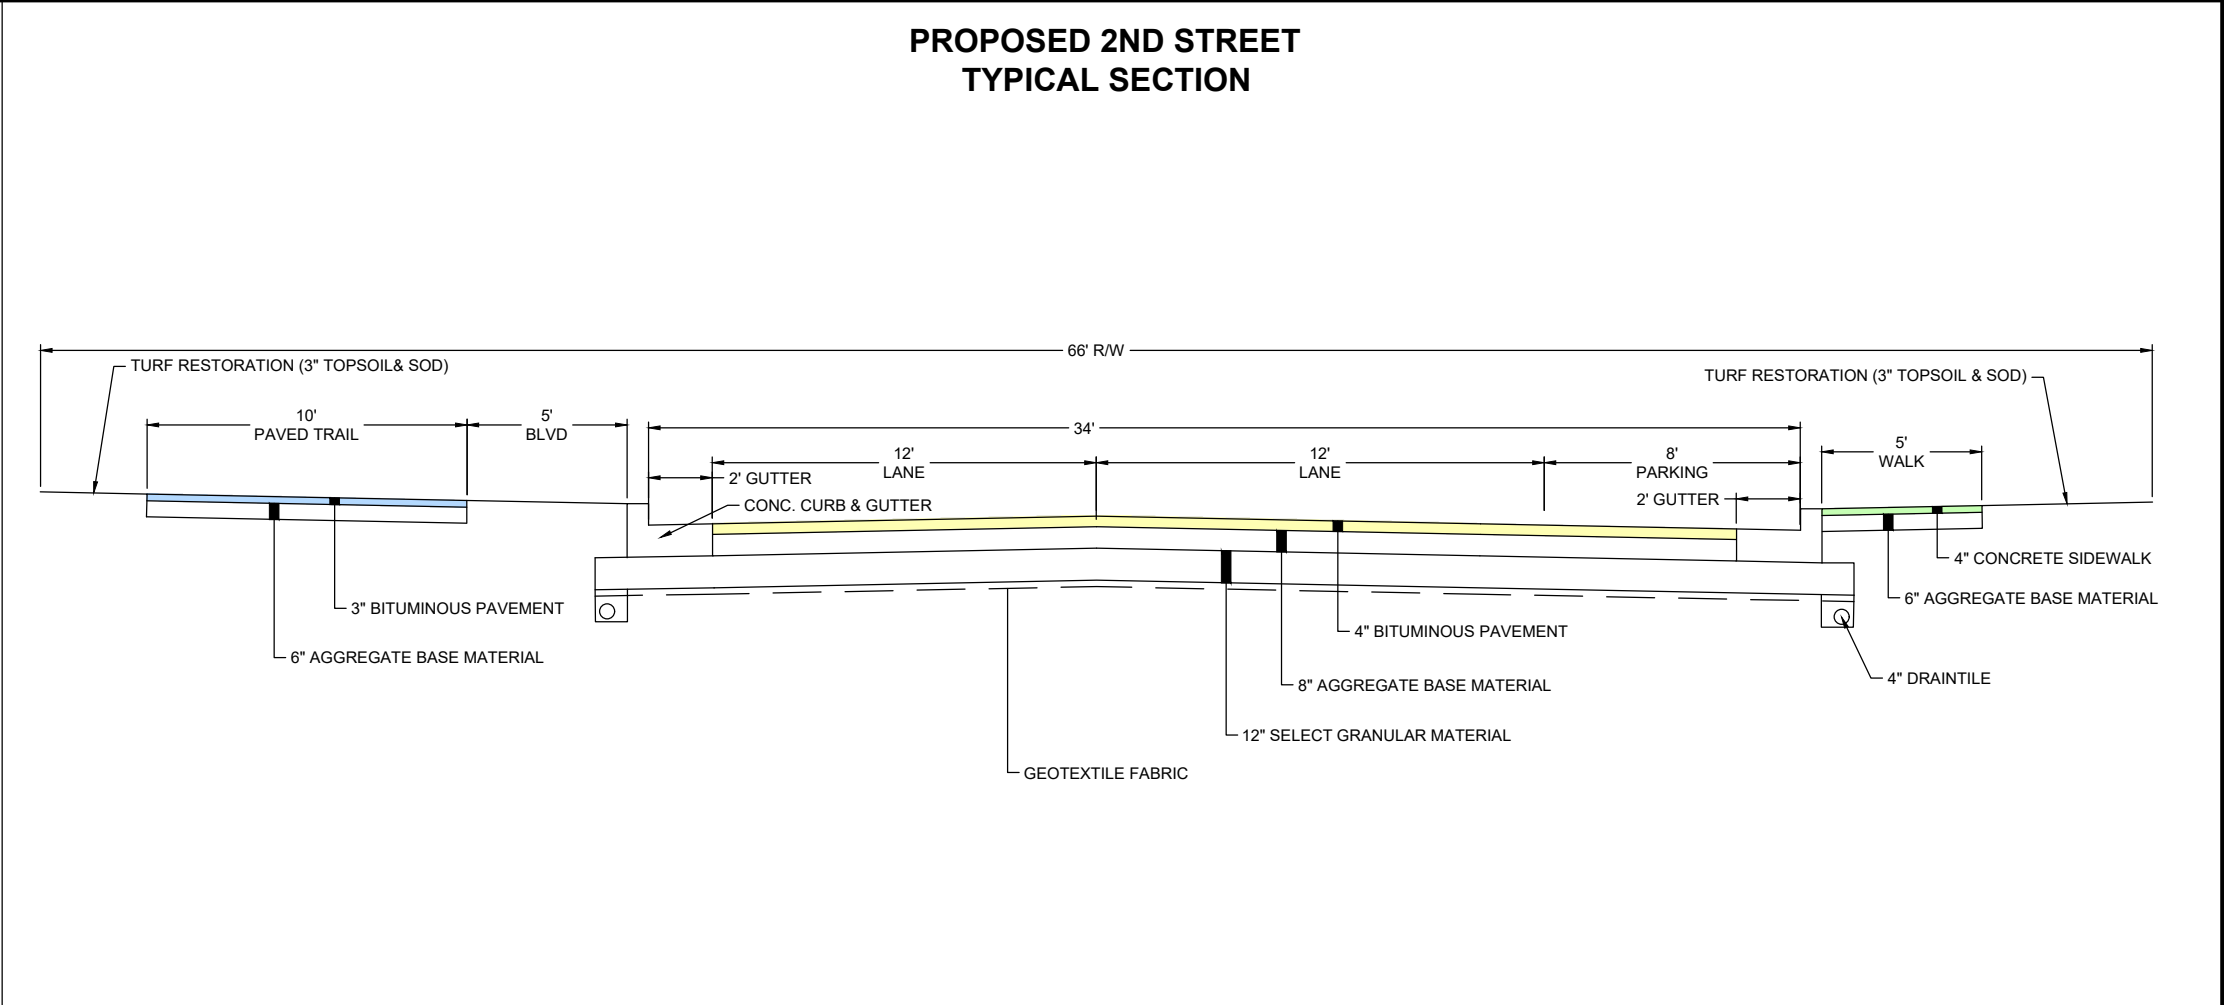 PROPOSED 2ND STREET
TYPICAL SECTION
66' R/W
TURF RESTORATION (3" TOPSOIL& SOD)
TURF RESTORATION (3" TOPSOIL & SOD)
10'
PAVED TRAIL
5'
BLVD
34'
12'
LANE
12'
LANE
8'
PARKING
5'
WALK
2' GUTTER
2' GUTTER
CONC. CURB & GUTTER
4" CONCRETE SIDEWALK
6" AGGREGATE BASE MATERIAL
3" BITUMINOUS PAVEMENT
4" BITUMINOUS PAVEMENT
6" AGGREGATE BASE MATERIAL
4" DRAINTILE
8" AGGREGATE BASE MATERIAL
12" SELECT GRANULAR MATERIAL
GEOTEXTILE FABRIC